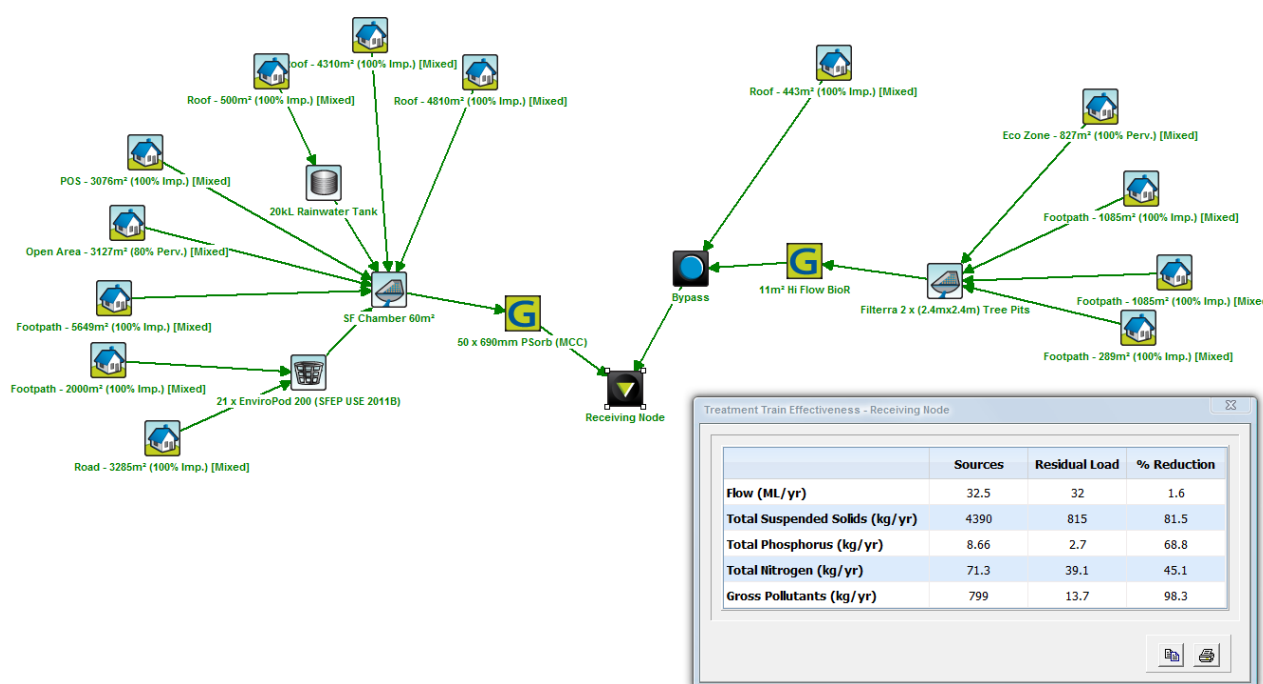 Roof - 4310m² (100% Imp.) [Mixed]
Roof - 500m² (100% Imp.) [Mixed]
Roof - 4810m² (100% Imp.) [Mixed]
POS - 3076m² (100% Imp.) [Mixed]
20kL Rainwater Tank
Open Area - 3127m² (80% Perv.) [Mixed]
Footpath - 5649m² (100% Imp.) [Mixed]
SF Chamber 60m²
50 x 690mm PSorb (MCC)
Footpath - 2000m² (100% Imp.) [Mixed]
21 x EnviroPod 200 (SFEP USE 2011B)
Road - 3285m² (100% Imp.) [Mixed]
Receiving Node
Roof - 443m² (100% Imp.) [Mixed]
Eco Zone - 827m² (100% Perv.) [Mixed]
Footpath - 1085m² (100% Imp.) [Mixed]
G
G
Bypass
11m² Hi Flow BioR
Filterra 2 x (2.4mx2.4m) Tree Pits
Footpath - 1085m² (100% Imp.) [Mixed
Footpath - 289m² (100% Imp.) [Mixed]
Treatment Train Effectiveness - Receiving Node
Sources Residual Load % Reduction
Flow (ML/yr) 32.5 32 1.6
Total Suspended Solids (kg/yr) 4390 815 81.5
Total Phosphorus (kg/yr) 8.66 2.7 68.8
Total Nitrogen (kg/yr) 71.3 39.1 45.1
Gross Pollutants (kg/yr) 799 13.7 98.3